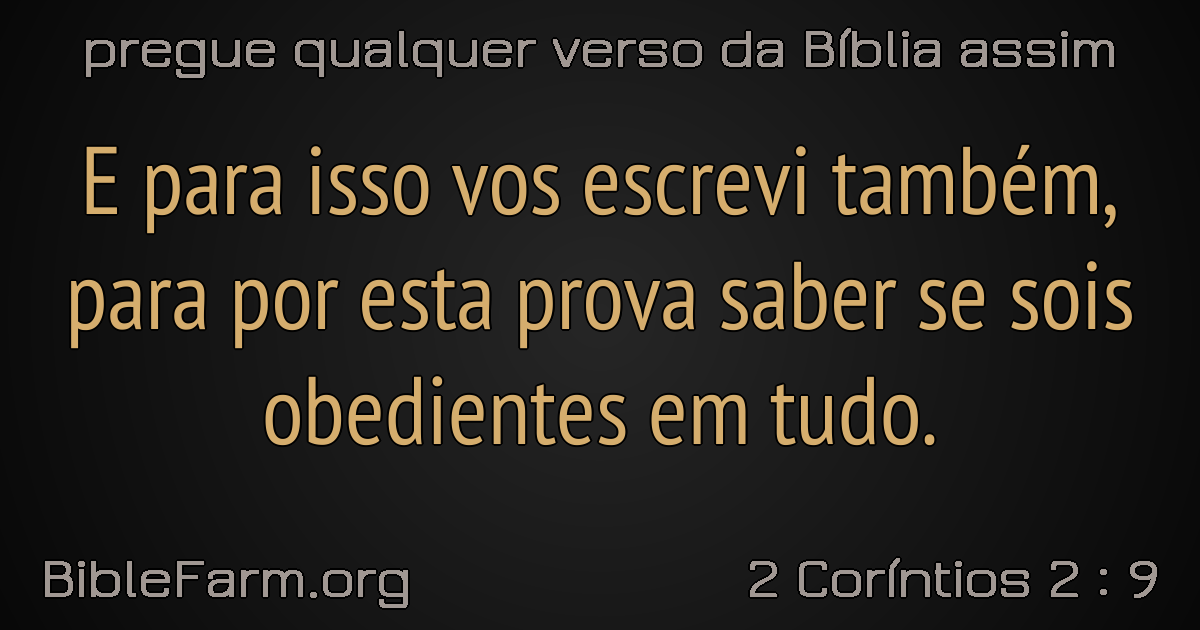 pregue qualquer verso da Bíblia assim
E para isso vos escrevi também,
para por esta prova saber se sois
obedientes em tudo.
BibleFarm.org
2 Coríntios 2 : 9